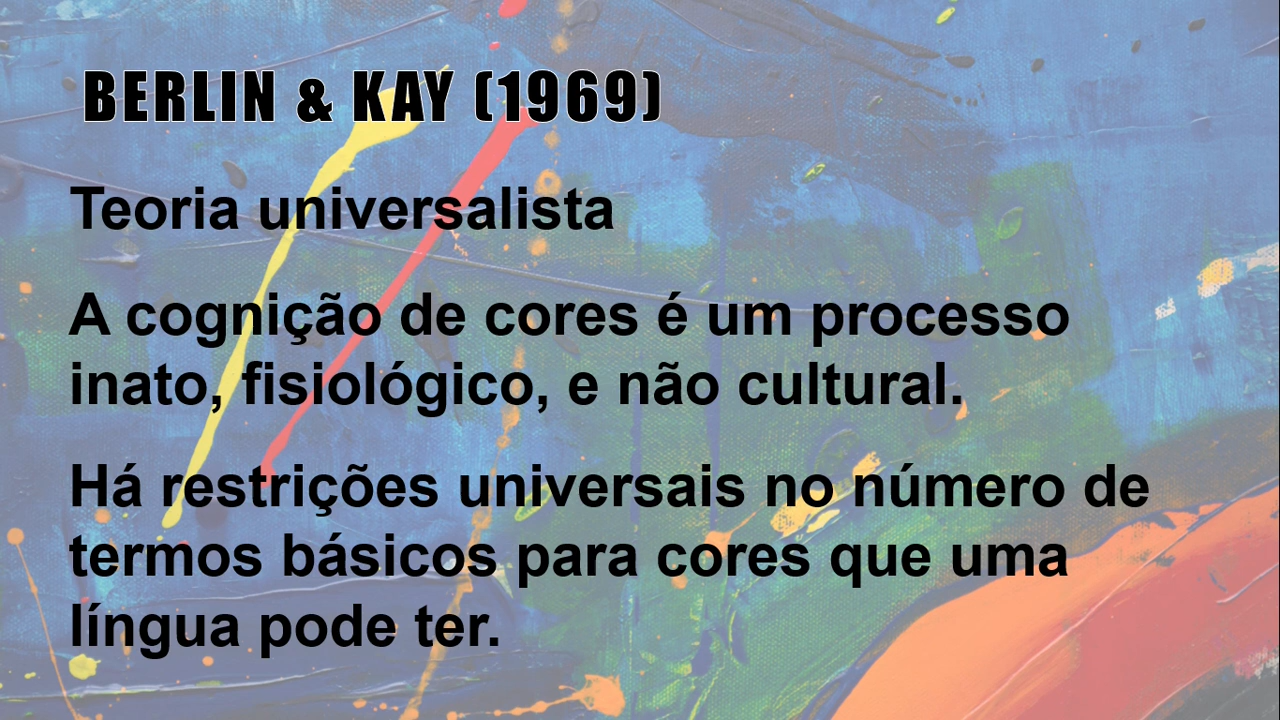 BERLIN & KAY (1969)
Teoria universalista
A cognição de cores é um processo
inato, fisiológico, e não cultural.
Há restrições universais no número de
termos básicos para cores que uma
língua pode ter.